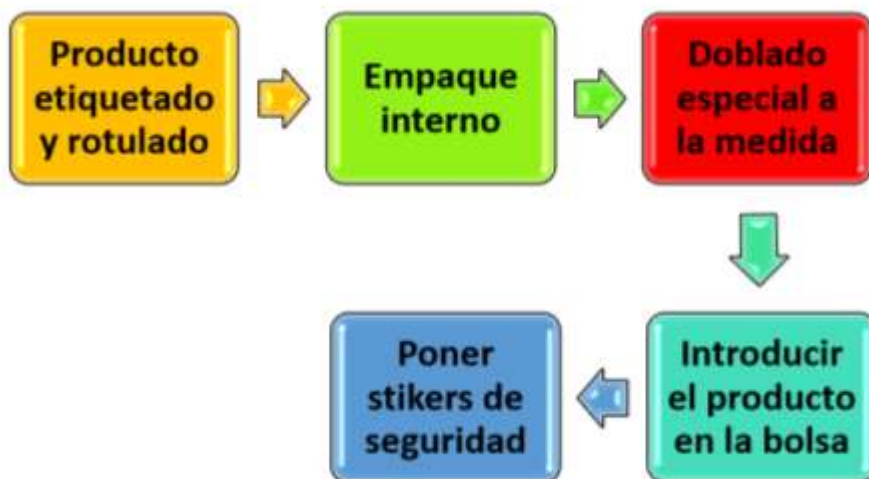 Producto
etiquetado
y rotulado
Empaque
interno
Doblado
especial a
la medida
Introducir
el producto
en la bolsa
Poner
stikers de
seguridad